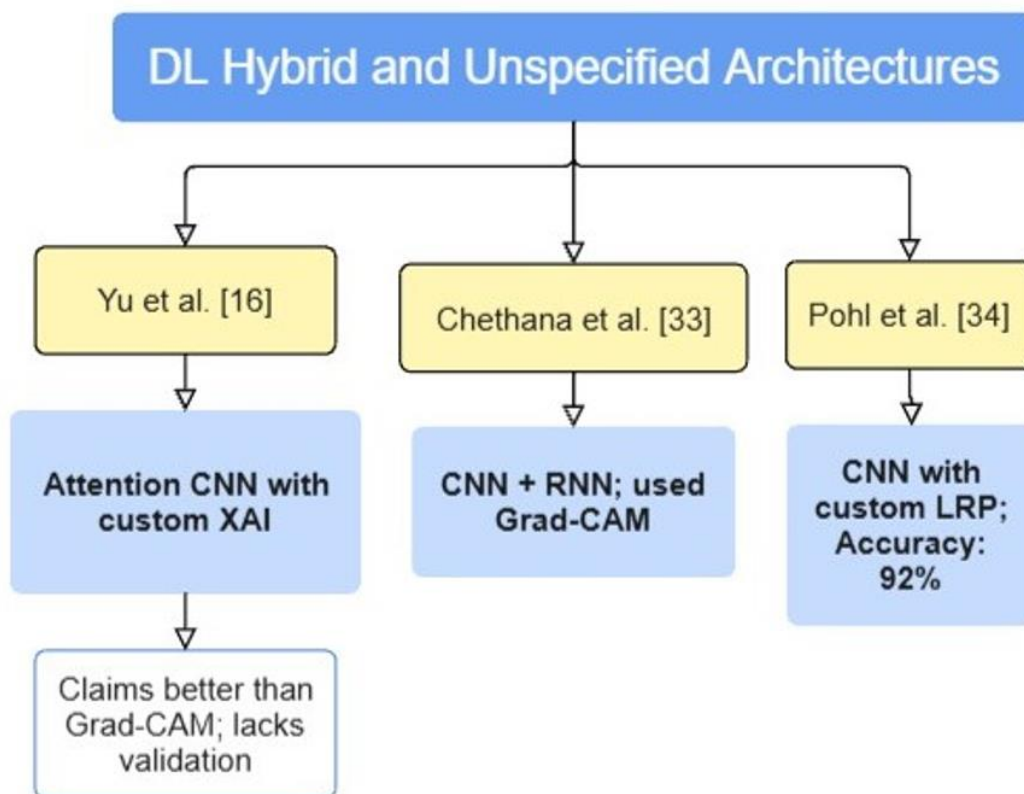 DL Hybrid and Unspecified Architectures
Yu et al. [16]
Chethana et al. [33]
Pohl et al. [34]
Attention CNN with
custom XAI
CNN + RNN; used
Grad-CAM
CNN with
custom LRP;
Accuracy:
92%
Claims better than
Grad-CAM; lacks
validation